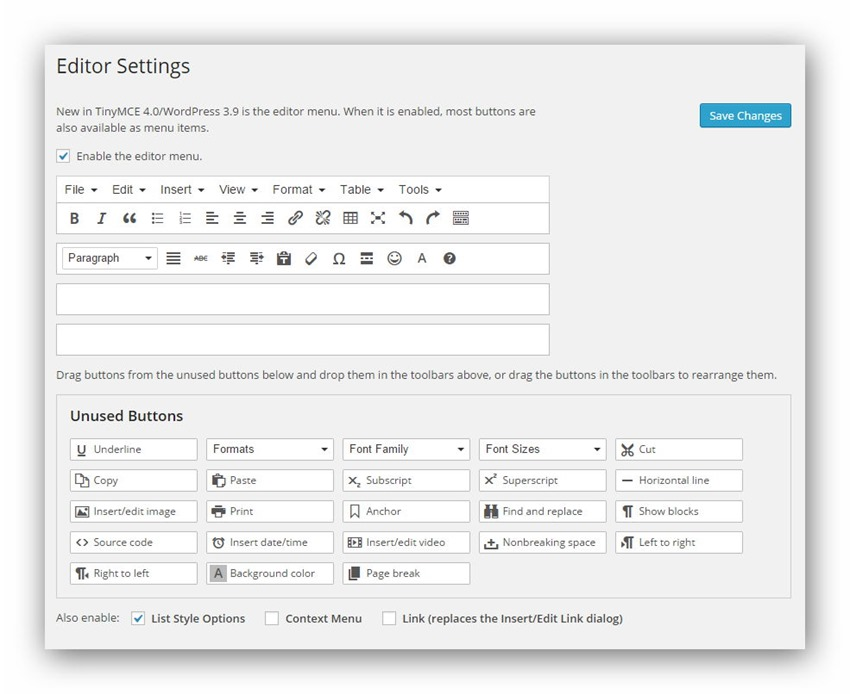 Editor Settings
New in TinyMCE 4.0/WordPress 3.9 is the editor menu. When it is enabled, most buttons are
also available as menu items.
Save Changes
Enable the editor menu.
File Edit Insert View Format Table Tools
B I
Paragraph ABC Ω A ?
Drag buttons from the unused buttons below and drop them in the toolbars above, or drag the buttons in the toolbars to rearrange them.
Unused Buttons
U Underline Formats Font Family Font Sizes Cut
Copy Paste X2 Subscript X2 Superscript Horizontal line
Insert/edit image Print Anchor Find and replace Show blocks
Source code Insert date/time Insert/edit video Nonbreaking space Left to right
Right to left A Background color Page break
Also enable: List Style Options Context Menu Link (replaces the Insert/Edit Link dialog)